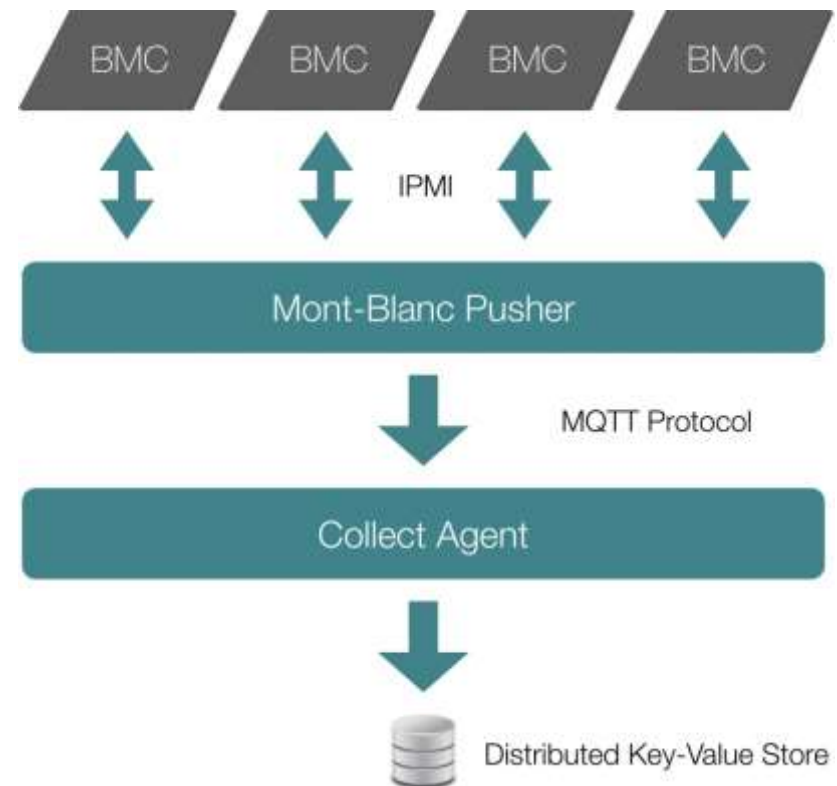 BMC BMC BMC BMC
IPMI
Mont-Blanc Pusher
MQTT Protocol
Collect Agent
Distributed Key-Value Store